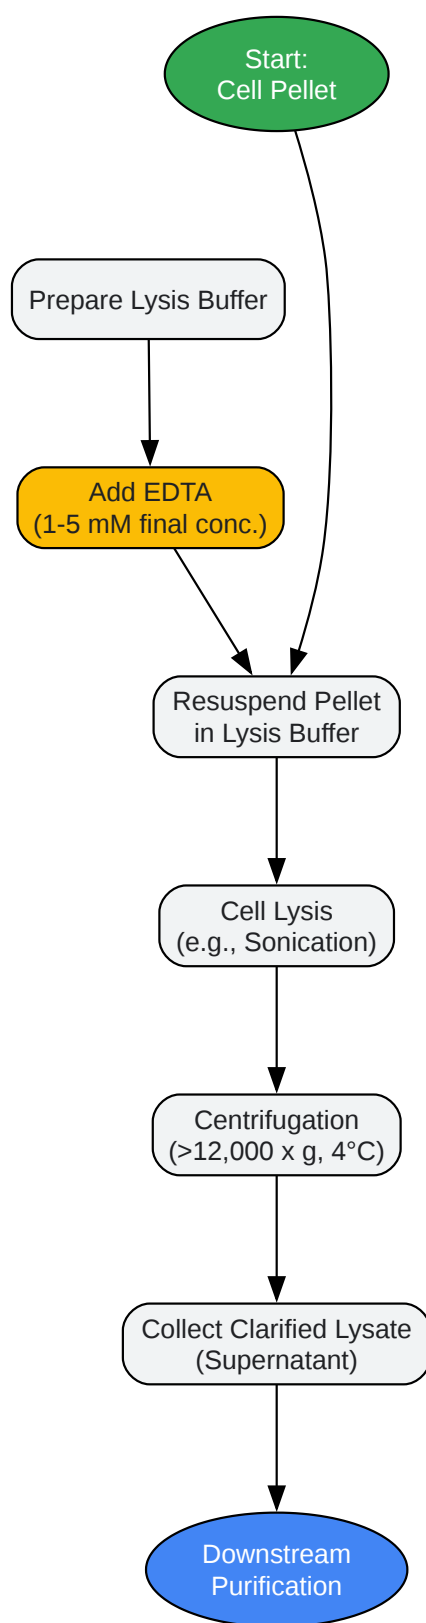 Start:
Cell Pellet
Prepare Lysis Buffer
Add EDTA
(1-5 mM final conc.)
Resuspend Pellet
in Lysis Buffer
Cell Lysis
(e.g., Sonication)
Centrifugation
(>12,000 x g, 4°C)
Collect Clarified Lysate
(Supernatant)
Downstream
Purification